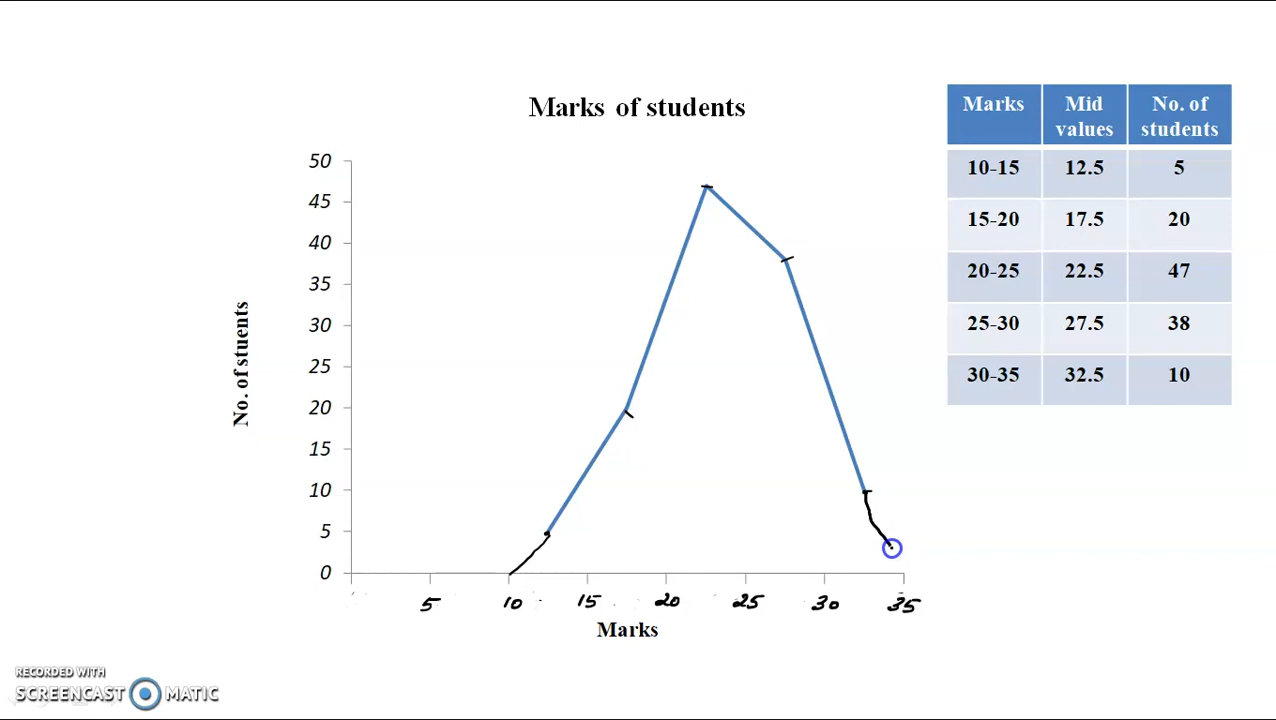 Marks of students
50
45
40
35
30
25
20
15
10
5
0
No. of stuents
5 10 15 20 25 30 35
Marks
Marks Mid values No. of students
10-15 12.5 5
15-20 17.5 20
20-25 22.5 47
25-30 27.5 38
30-35 32.5 10
RECORDED WITH
SCREENCAST MATIC